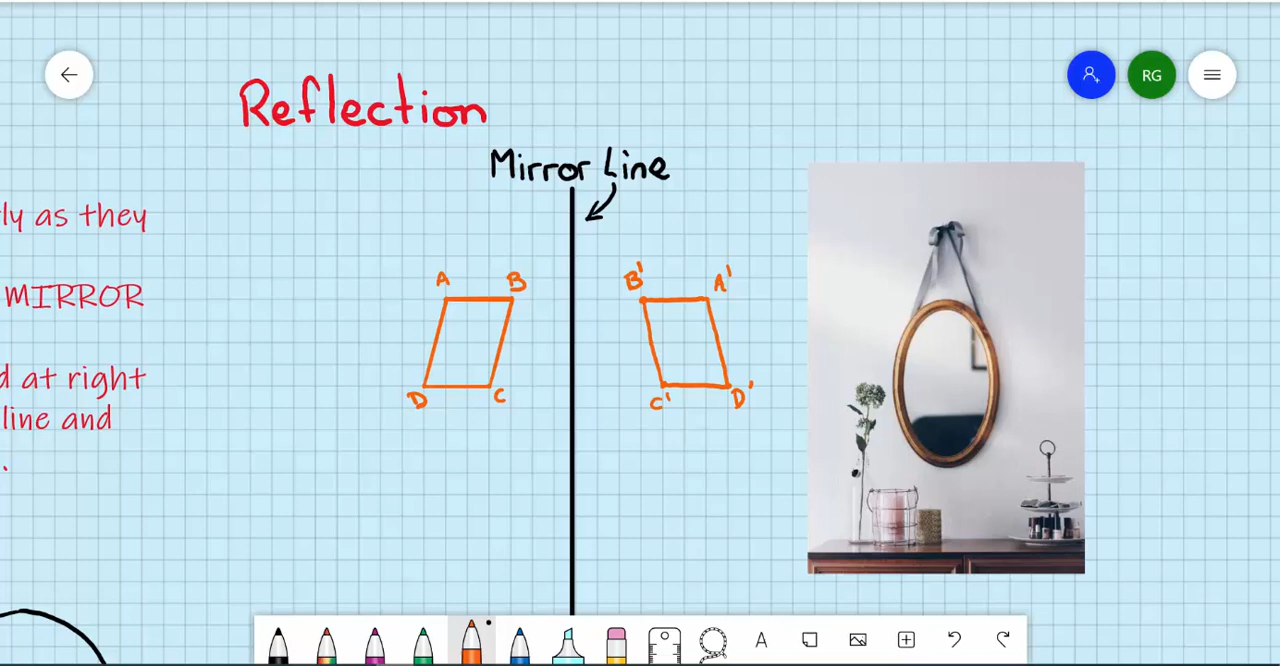 RG
Reflection
Mirror Line
ly as they
MIRROR
d at right
line and
.
A B B' A'
D C C' D'
A